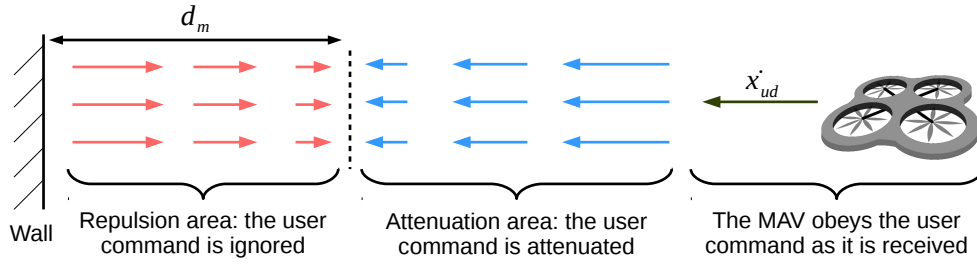 d_m
ẋ_ud
Wall
Repulsion area: the user
command is ignored
Attenuation area: the user
command is attenuated
The MAV obeys the user
command as it is received